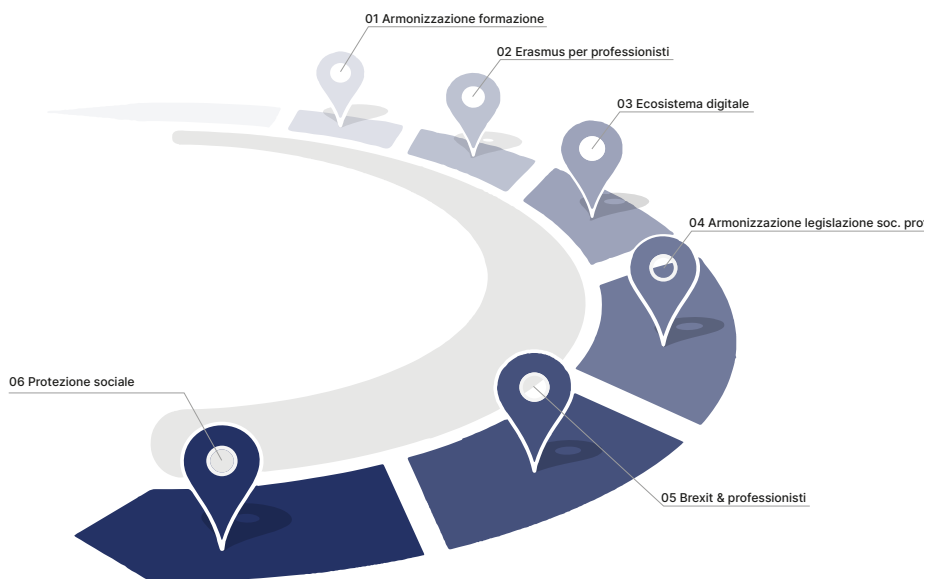 01 Armonizzazione formazione
02 Erasmus per professionisti
03 Ecosistema digitale
04 Armonizzazione legislazione soc. pro
05 Brexit & professionisti
06 Protezione sociale